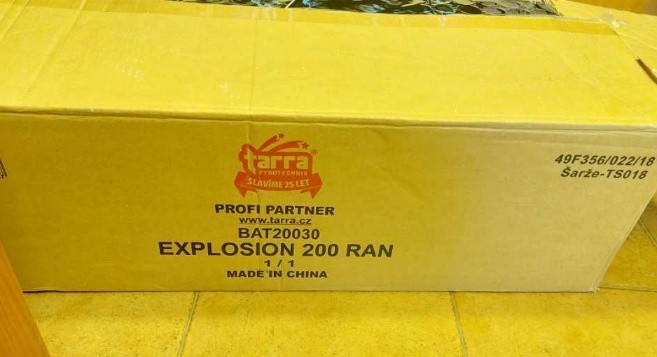 tarra
PYROTECHNIK
SLAVÍME 25 LET
PROFI PARTNER
www.tarra.cz
BAT20030
EXPLOSION 200 RAN
1 / 1
MADE IN CHINA
49F356/022/18
Šarže-TS018